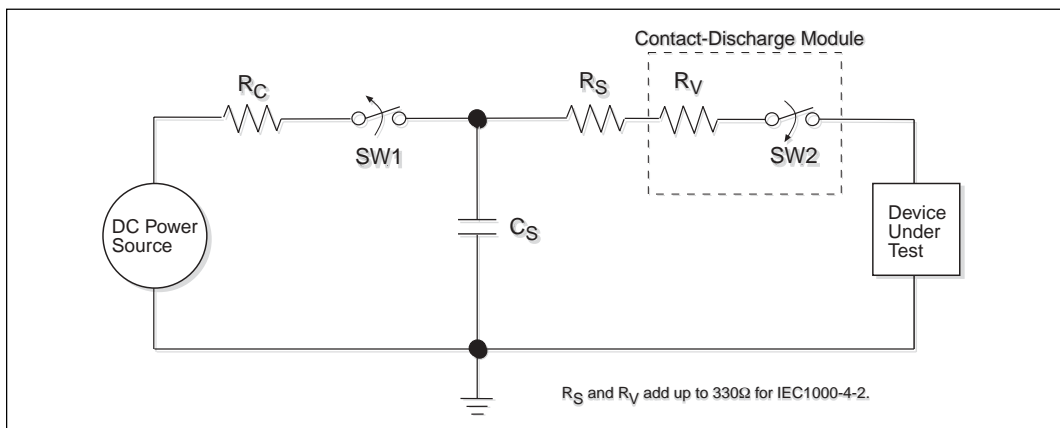 Contact-Discharge Module
RC
SW1
RS
RV
SW2
DC Power
Source
CS
Device
Under
Test
RS and RV add up to 330Ω for IEC1000-4-2.